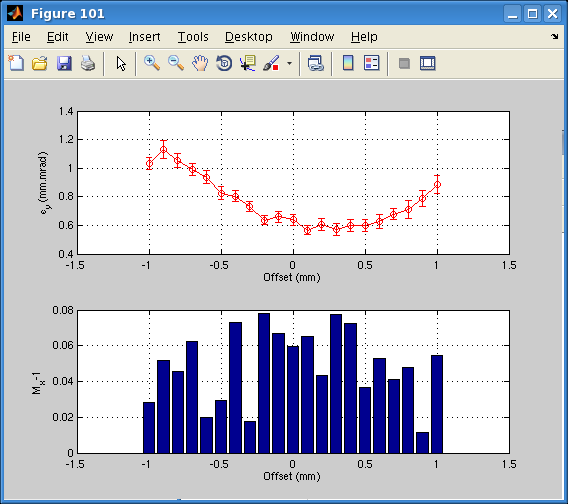 Figure 101
File Edit View Insert Tools Desktop Window Help
1.4
1.2
1
0.8
0.6
0.4
εy (mm.mrad)
-1.5 -1 -0.5 0 0.5 1 1.5
Offset (mm)
0.08
0.06
0.04
0.02
0
Mx-1
-1.5 -1 -0.5 0 0.5 1 1.5
Offset (mm)